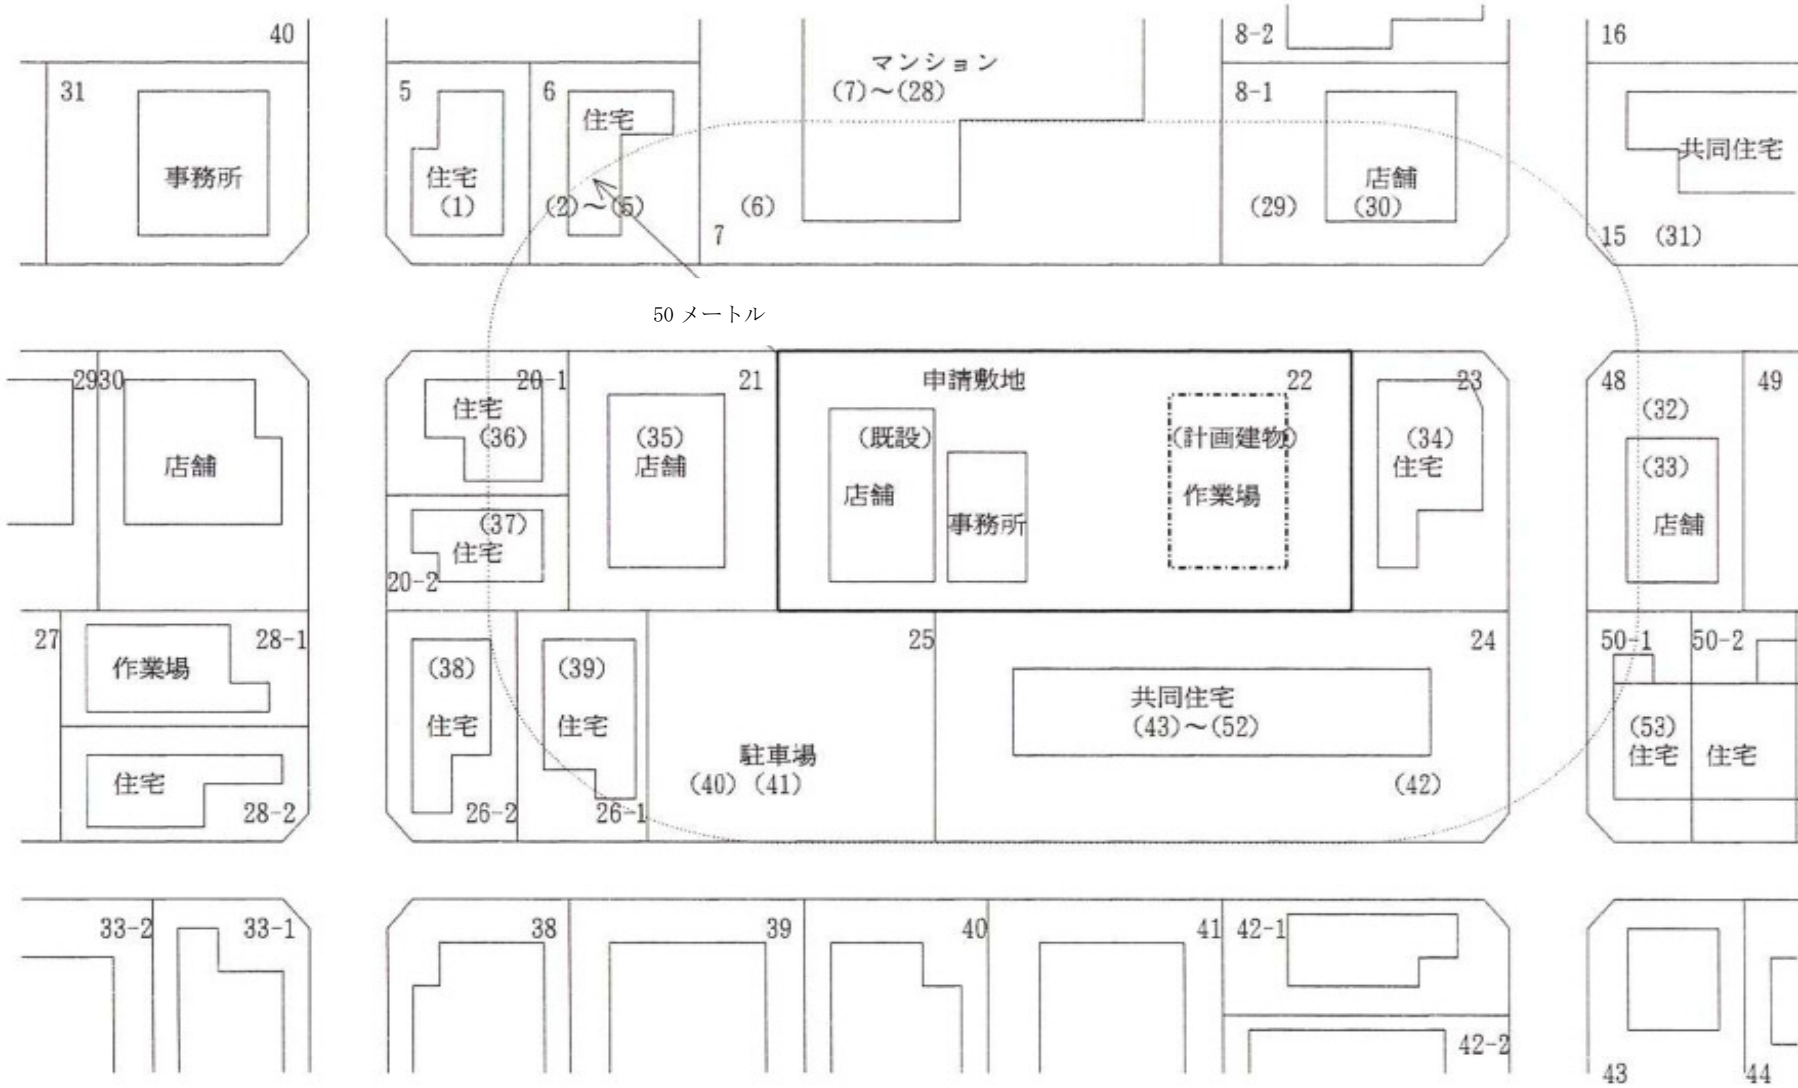 40
8-2
16
マンション
(7)～(28)
31
5
6
住宅
8-1
共同住宅
事務所
住宅
(1)
(2)～(5)
(6)
7
(29)
店舗
(30)
15 (31)
50 メートル
29
30
店舗
20-1
住宅
(36)
21
(35)
店舗
申請敷地
22
(既設)
店舗
事務所
(計画建物)
作業場
23
(34)
住宅
48
(32)
(33)
店舗
49
(37)
住宅
20-2
27
28-1
作業場
住宅
28-2
(38)
住宅
26-2
(39)
住宅
26-1
25
駐車場
(40) (41)
24
共同住宅
(43)～(52)
(42)
50-1
50-2
(53)
住宅
住宅
33-2
33-1
38
39
40
41
42-1
42-2
43
44